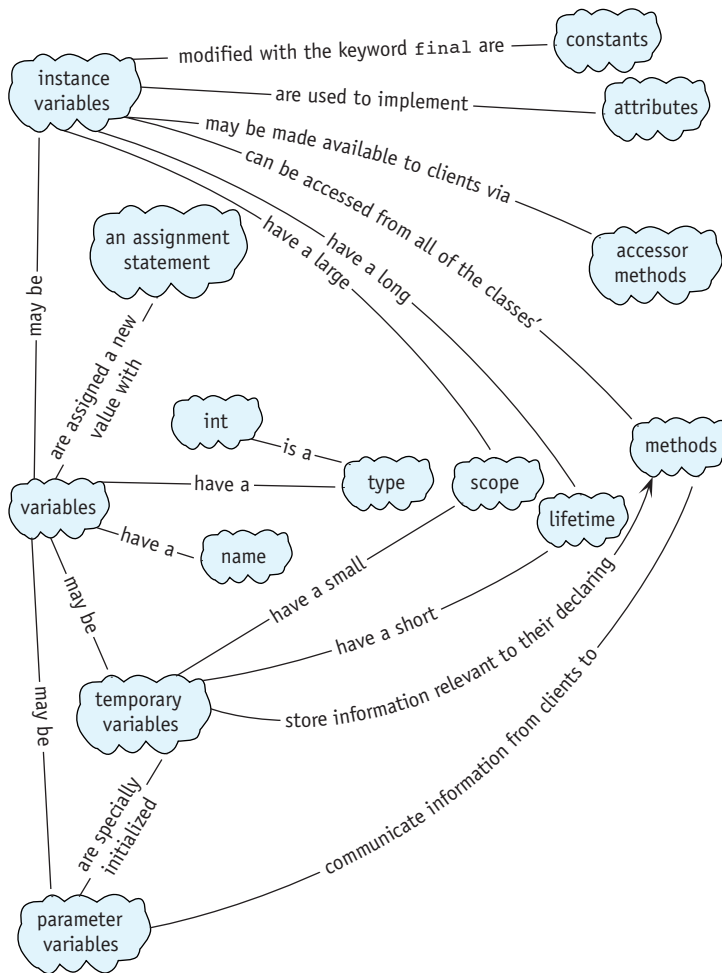 modified with the keyword final are
constants
instance
variables
are used to implement
attributes
may be made available to clients via
can be accessed from all of the classes’
have a long
have a large
accessor
methods
an assignment
statement
may be
are assigned a new
value with
int
is a
type
scope
methods
have a
variables
lifetime
have a
name
may be
have a small
have a short
store information relevant to their declaring
temporary
variables
may be
are specially
initialized
communicate information from clients to
parameter
variables